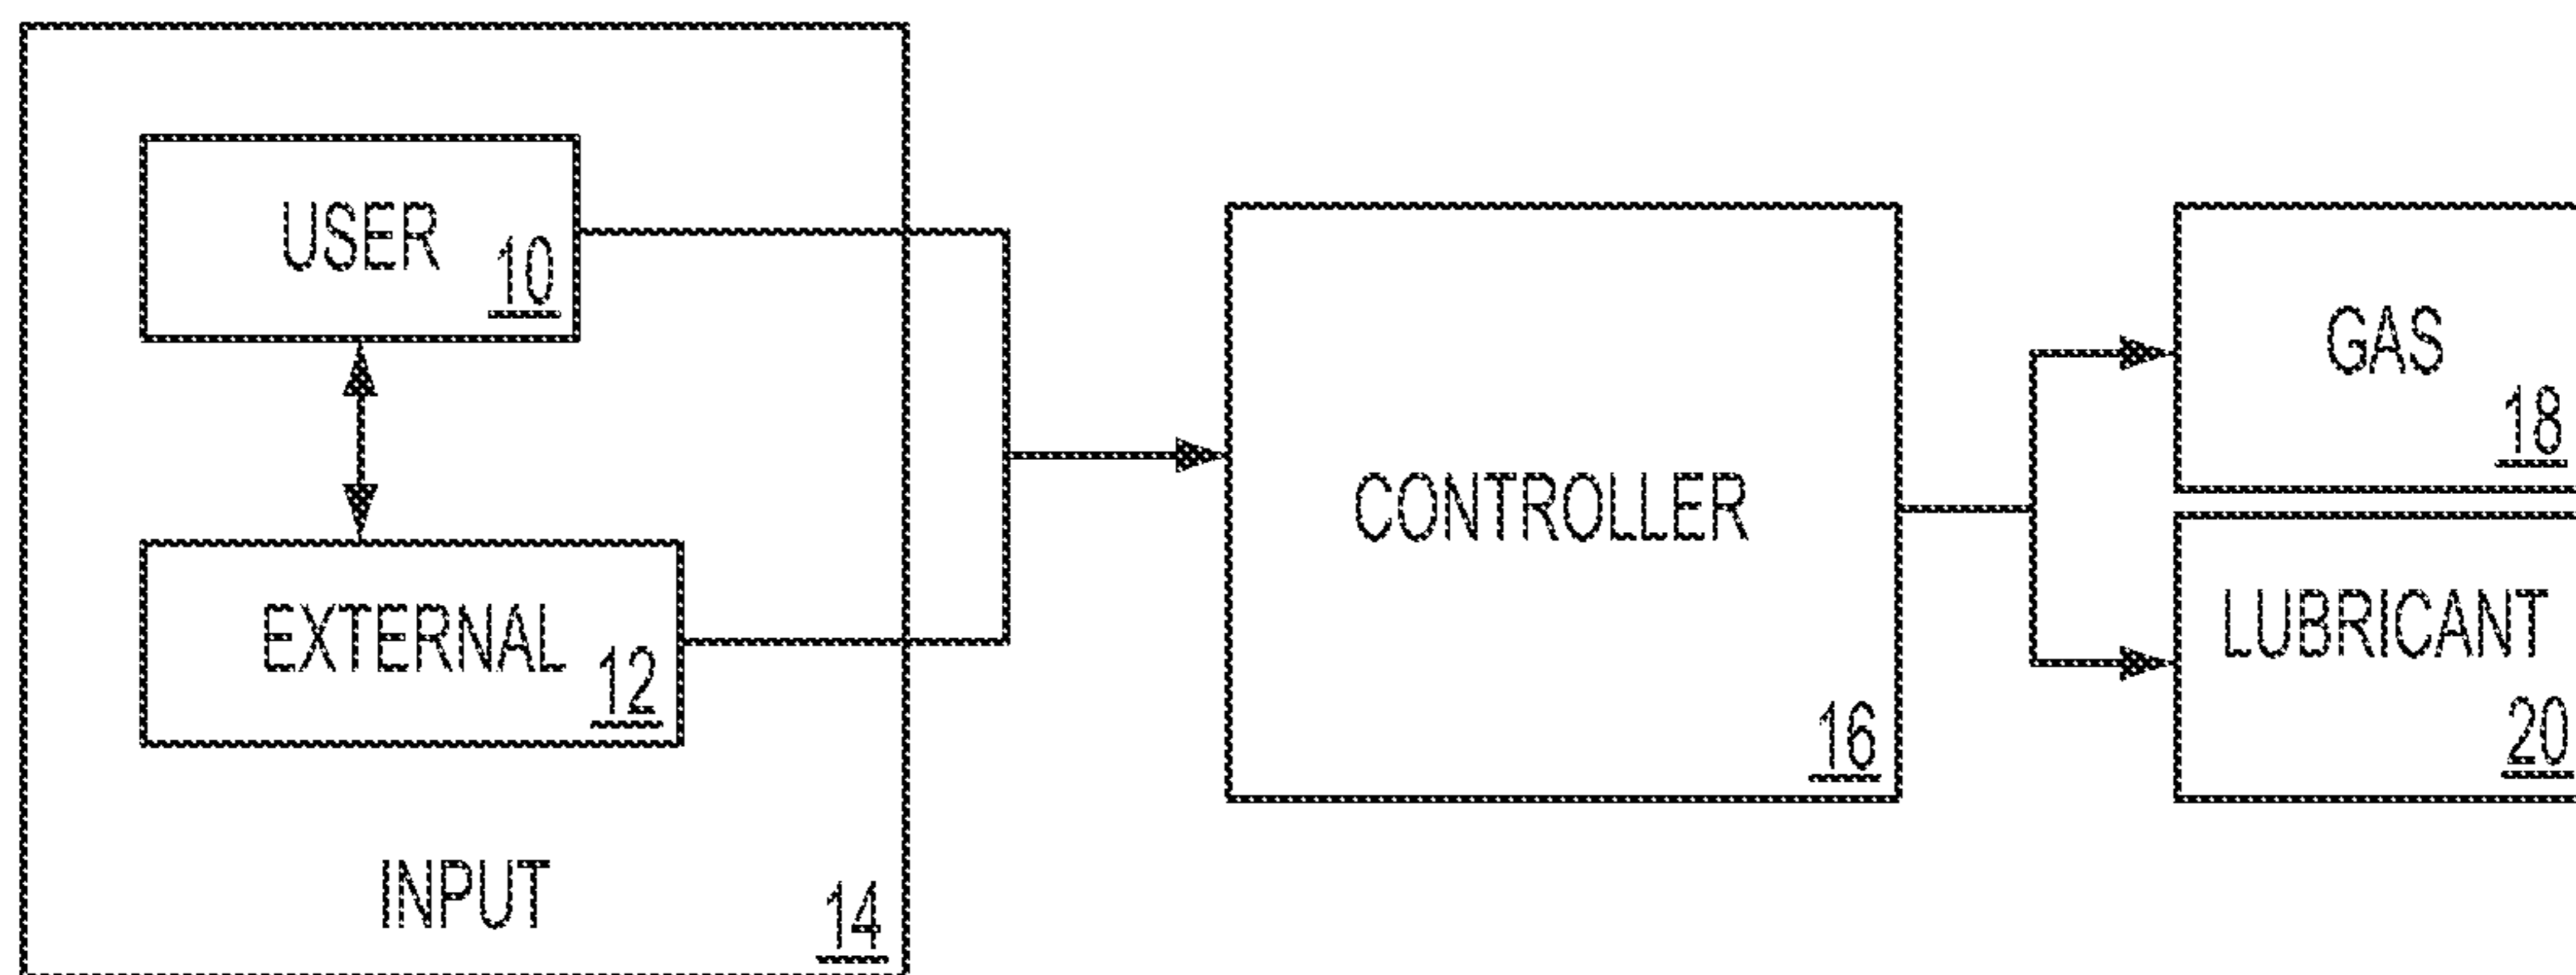 USER
10
EXTERNAL
12
INPUT
14
CONTROLLER
16
GAS
18
LUBRICANT
20